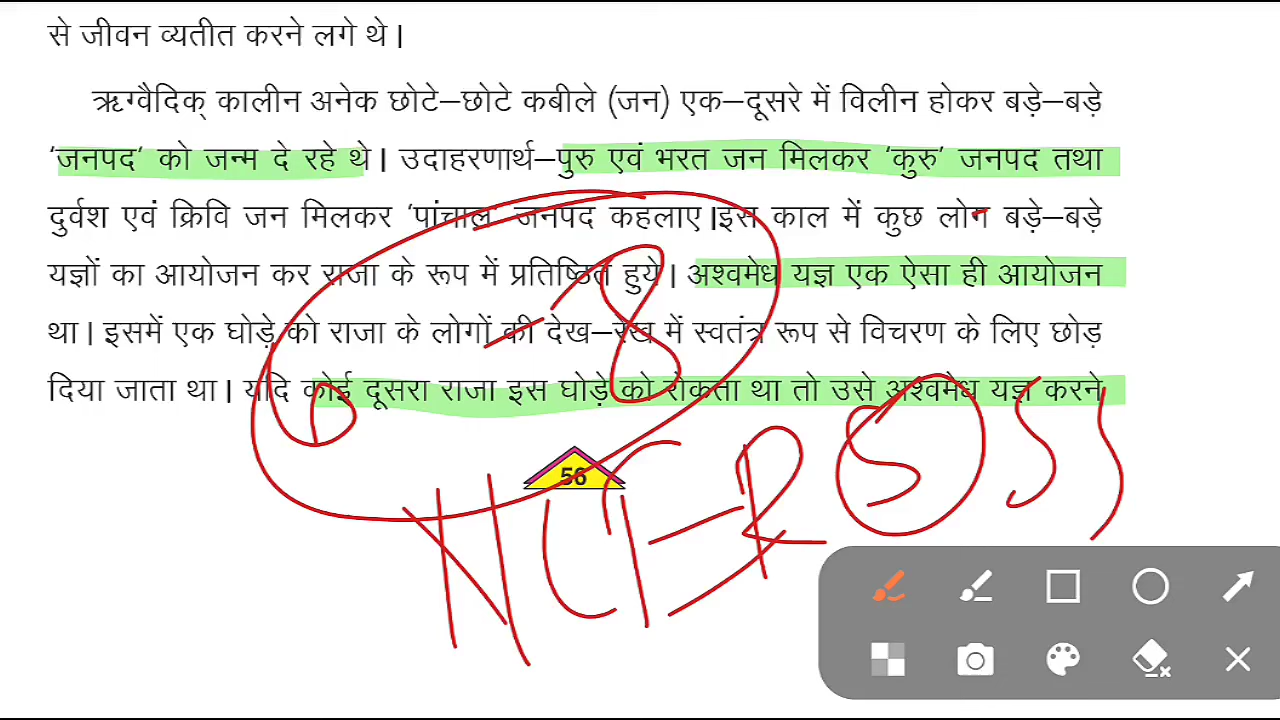 से जीवन व्यतीत करने लगे थे।
ऋग्वैदिक् कालीन अनेक छोटे–छोटे कबीले (जन) एक–दूसरे में विलीन होकर बड़े–बड़े
‘जनपद’ को जन्म दे रहे थे। उदाहरणार्थ–पुरु एवं भरत जन मिलकर ‘कुरु’ जनपद तथा
दुर्वश एवं क्रिवि जन मिलकर ‘पांचाल’ जनपद कहलाए।इस काल में कुछ लोग बड़े–बड़े
यज्ञों का आयोजन कर राजा के रूप में प्रतिष्ठित हुये। अश्वमेध यज्ञ एक ऐसा ही आयोजन
था। इसमें एक घोड़े को राजा के लोगों की देख–रेख में स्वतंत्र रूप से विचरण के लिए छोड़
दिया जाता था। यदि कोई दूसरा राजा इस घोड़े को रोकता था तो उसे अश्वमेध यज्ञ करने
6 - 8
56